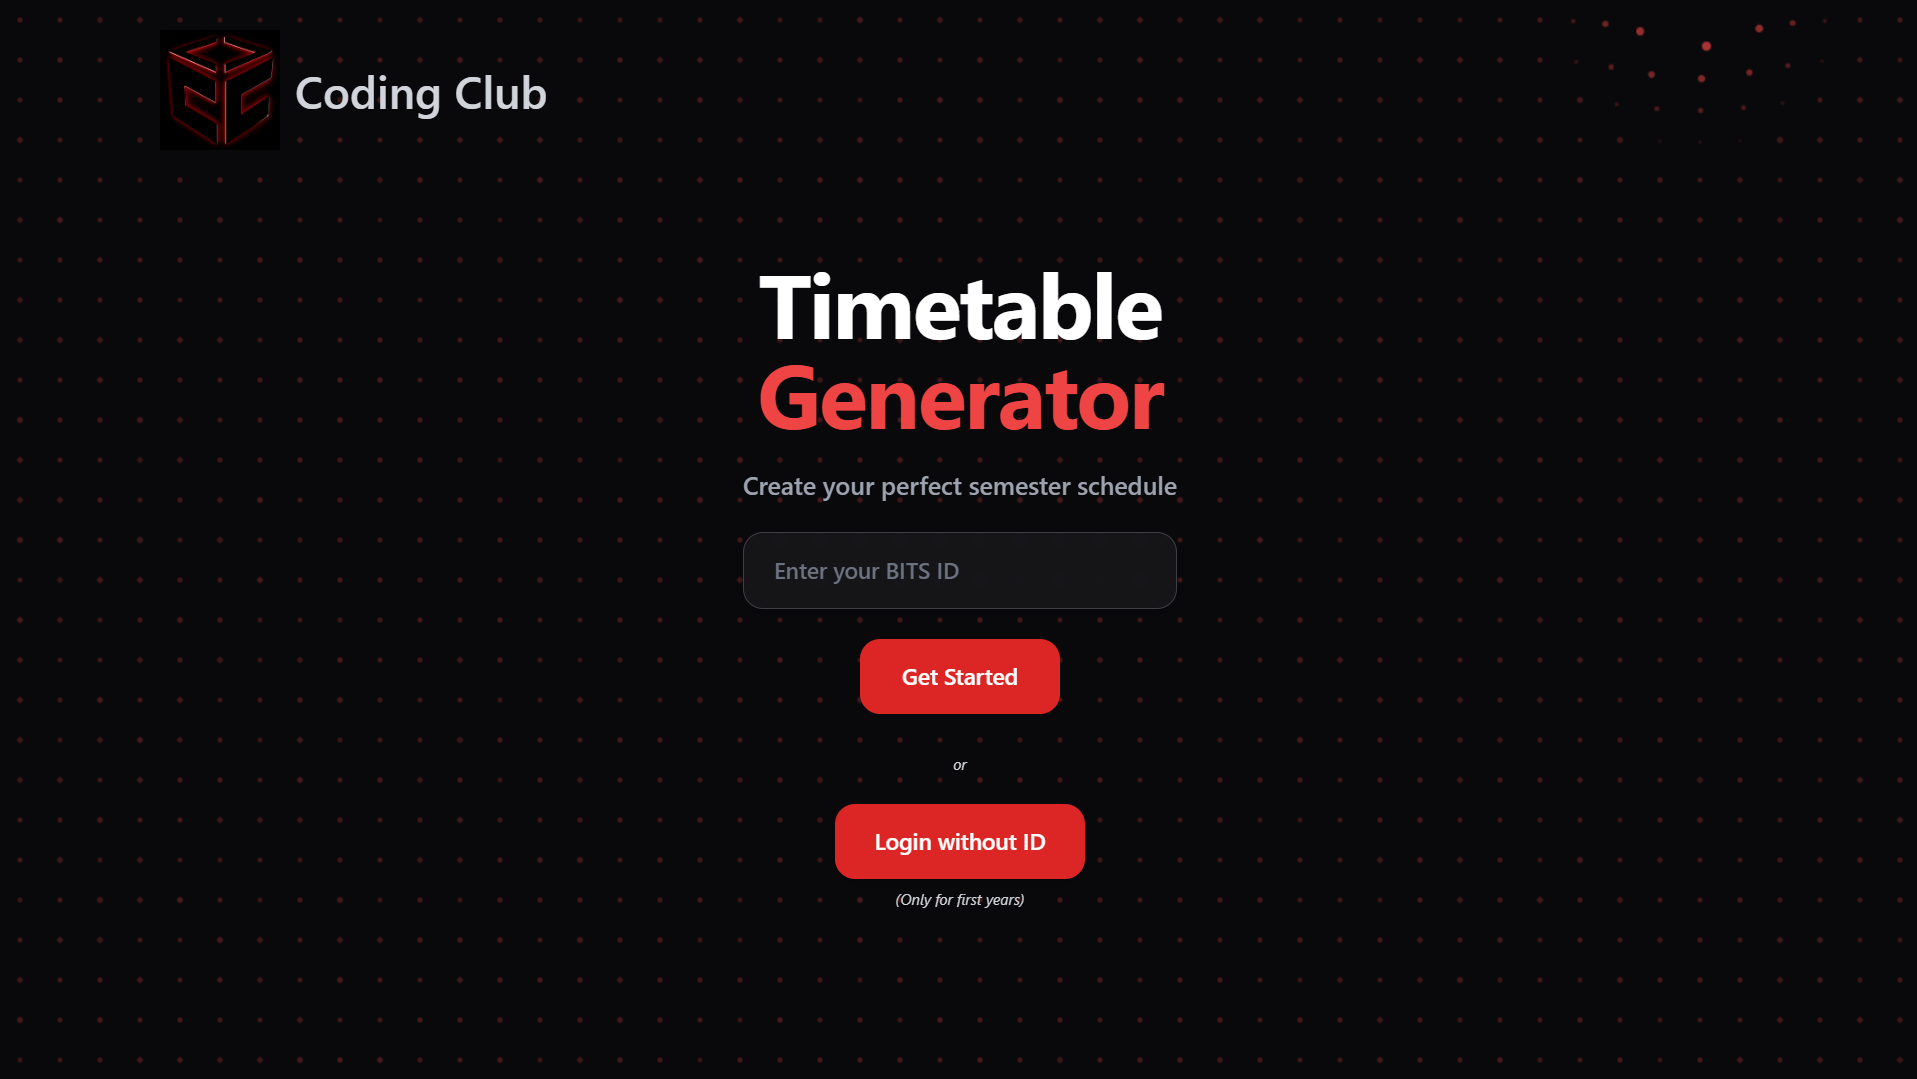 Coding Club
Timetable
Generator
Create your perfect semester schedule
Enter your BITS ID
Get Started
or
Login without ID
(Only for first years)